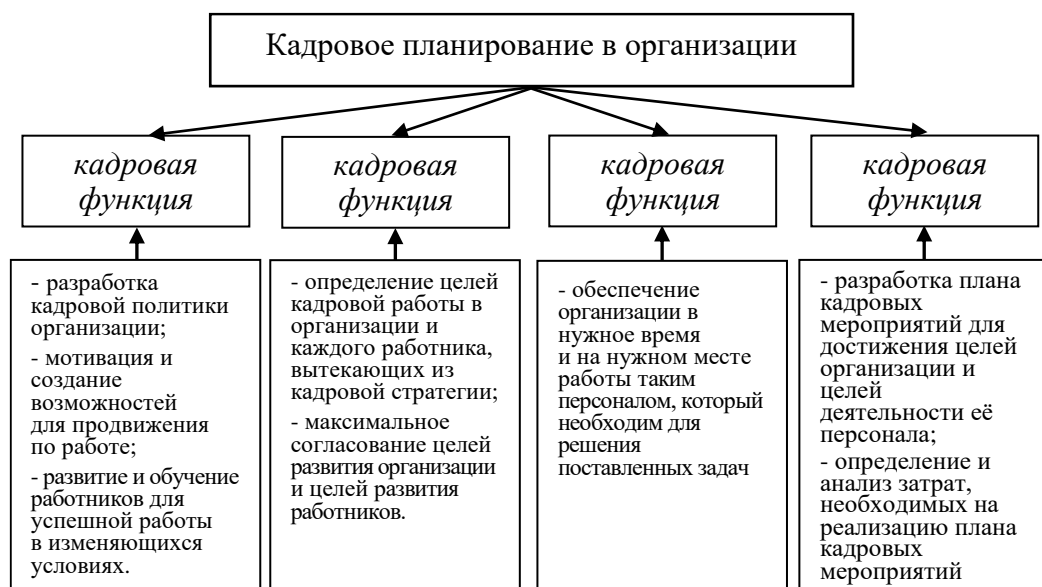 Кадровое планирование в организации
кадровая
функция
кадровая
функция
кадровая
функция
кадровая
функция
- разработка
кадровой политики
организации;
- мотивация и
создание
возможностей
для продвижения
по работе;
- развитие и обучение
работников для
успешной работы
в изменяющихся
условиях.
- определение целей
кадровой работы в
организации и
каждого работника,
вытекающих из
кадровой стратегии;
- максимальное
согласование целей
развития организации
и целей развития
работников.
- обеспечение
организации в
нужное время
и на нужном месте
работы таким
персоналом, который
необходим для
решения
поставленных задач
- разработка плана
кадровых
мероприятий для
достижения целей
организации и
целей
деятельности её
персонала;
- определение и
анализ затрат,
необходимых на
реализацию плана
кадровых
мероприятий